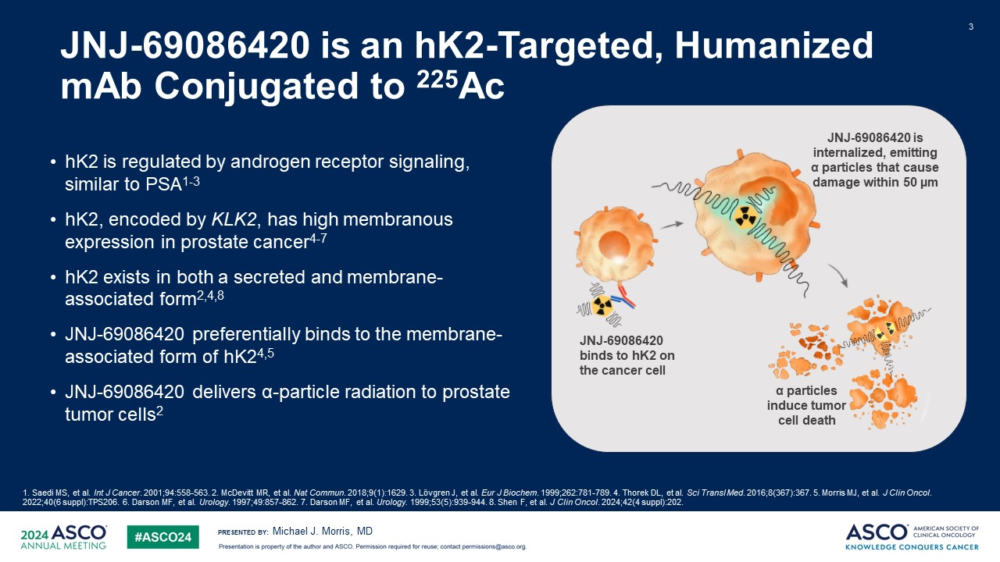 3
JNJ-69086420 is an hK2-Targeted, Humanized
mAb Conjugated to ²²⁵Ac
• hK2 is regulated by androgen receptor signaling,
similar to PSA¹⁻³
• hK2, encoded by KLK2, has high membranous
expression in prostate cancer⁴⁻⁷
• hK2 exists in both a secreted and membrane-
associated form²,⁴,⁸
• JNJ-69086420 preferentially binds to the membrane-
associated form of hK2⁴,⁵
• JNJ-69086420 delivers α-particle radiation to prostate
tumor cells²
JNJ-69086420 is
internalized, emitting
α particles that cause
damage within 50 µm
JNJ-69086420
binds to hK2 on
the cancer cell
α particles
induce tumor
cell death
1. Saedi MS, et al. Int J Cancer. 2001;94:558-563. 2. McDevitt MR, et al. Nat Commun. 2018;9(1):1629. 3. Lövgren J, et al. Eur J Biochem. 1999;262:781-789. 4. Thorek DL, et al. Sci Transl Med. 2016;8(367):367. 5. Morris MJ, et al. J Clin Oncol.
2022;40(6 suppl):TPS206. 6. Darson MF, et al. Urology. 1997;49:857-862. 7. Darson MF, et al. Urology. 1999;53(5):939-944. 8. Shen F, et al. J Clin Oncol. 2024;42(4 suppl):202.
2024 ASCO®
ANNUAL MEETING
#ASCO24
PRESENTED BY: Michael J. Morris, MD
Presentation is property of the author and ASCO. Permission required for reuse; contact permissions@asco.org.
ASCO® AMERICAN SOCIETY OF
CLINICAL ONCOLOGY
KNOWLEDGE CONQUERS CANCER